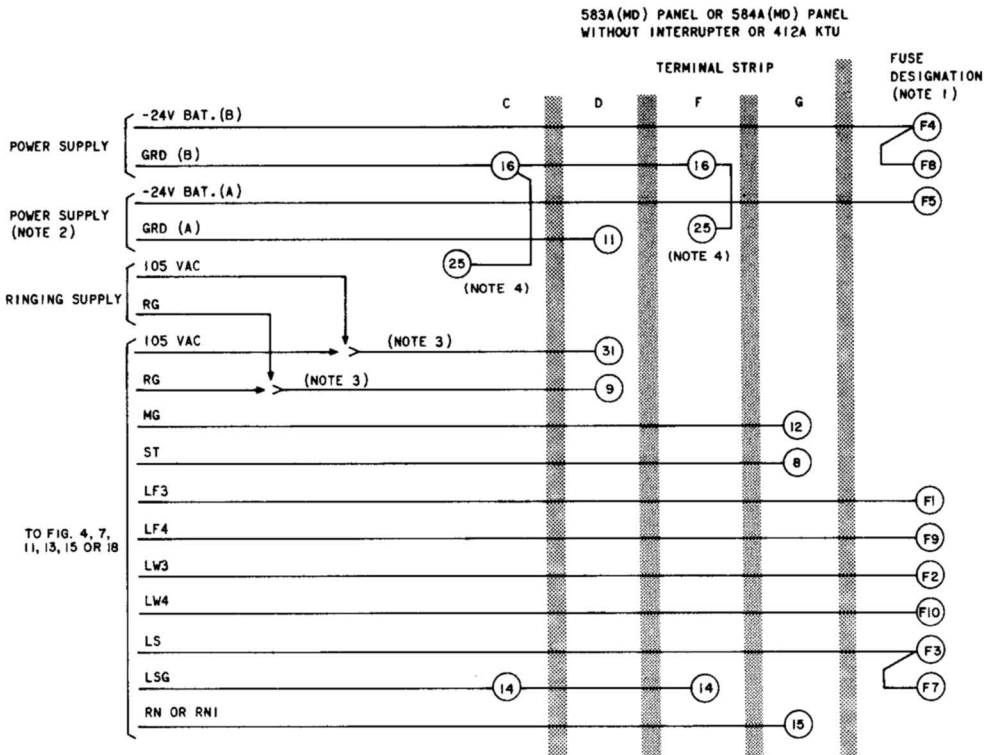 583A(MD) PANEL OR 584A(MD) PANEL
WITHOUT INTERRUPTER OR 412A KTU
TERMINAL STRIP
FUSE
DESIGNATION
(NOTE 1)
C D F G
POWER SUPPLY
-24V BAT.(B)
F4
F8
GRD (B)
16
16
POWER SUPPLY
(NOTE 2)
-24V BAT.(A)
F5
GRD (A)
11
25
(NOTE 4)
25
(NOTE 4)
RINGING SUPPLY
105 VAC
RG
TO FIG. 4, 7,
11, 13, 15 OR 18
105 VAC
(NOTE 3)
31
RG
(NOTE 3)
9
MG
12
ST
8
LF3
F1
LF4
F9
LW3
F2
LW4
F10
LS
F3
F7
LSG
14
14
RN OR RN1
15